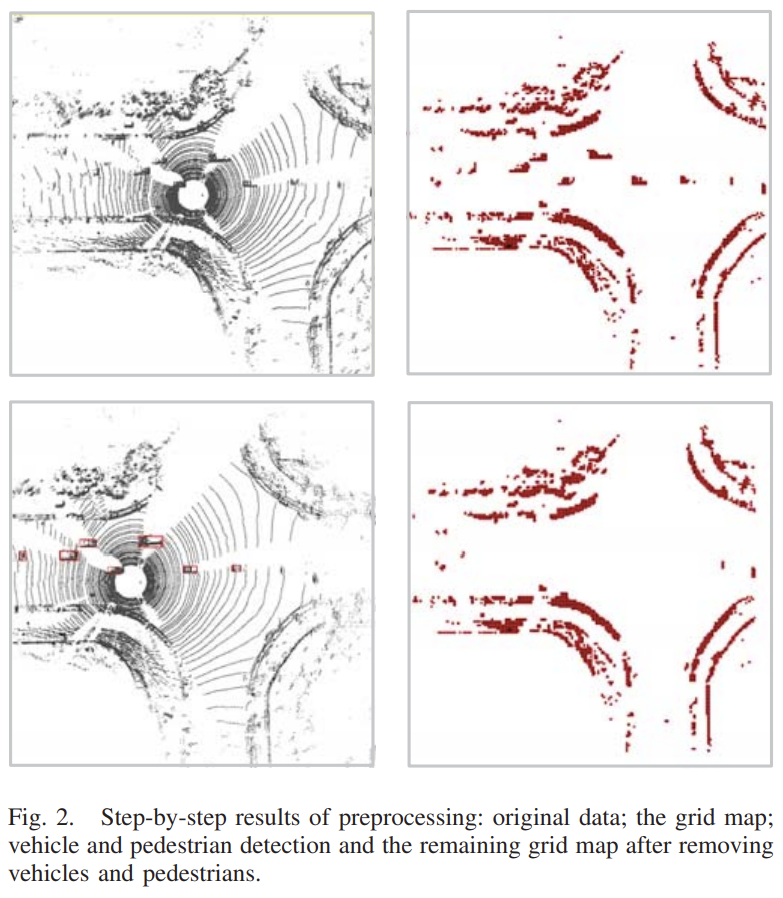 Fig. 2. Step-by-step results of preprocessing: original data; the grid map;
vehicle and pedestrian detection and the remaining grid map after removing
vehicles and pedestrians.